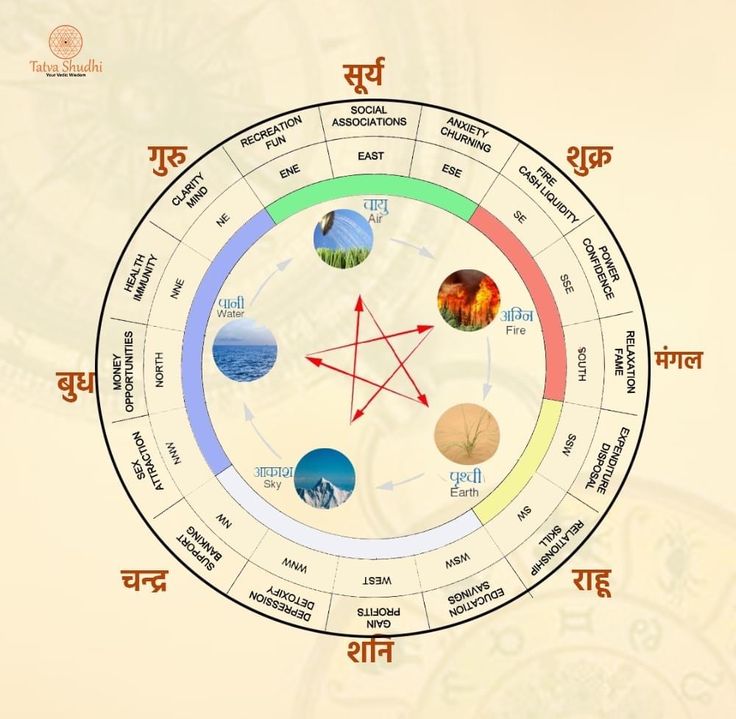 Tatva Shudhi
Your Vedic Wisdom
सूर्य
शुक्र
मंगल
राहू
शनि
चन्द्र
बुध
गुरु
SOCIAL
ASSOCIATIONS
EAST
ANXIETY
CHURNING
ESE
FIRE
CASH LIQUIDITY
SE
POWER
CONFIDENCE
SSE
RELAXATION
FAME
SOUTH
EXPENDITURE
DISPOSAL
SSW
RELATIONSHIP
SKILL
SW
EDUCATION
SAVINGS
WSW
GAIN
PROFITS
WEST
DEPRESSION
DETOXIFY
WNW
SUPPORT
BANKING
NW
SEX
ATTRACTION
NNW
MONEY
OPPORTUNITIES
NORTH
HEALTH
IMMUNITY
NNE
CLARITY
MIND
NE
RECREATION
FUN
ENE
वायु
Air
अग्नि
Fire
पृथ्वी
Earth
आकाश
Sky
पानी
Water